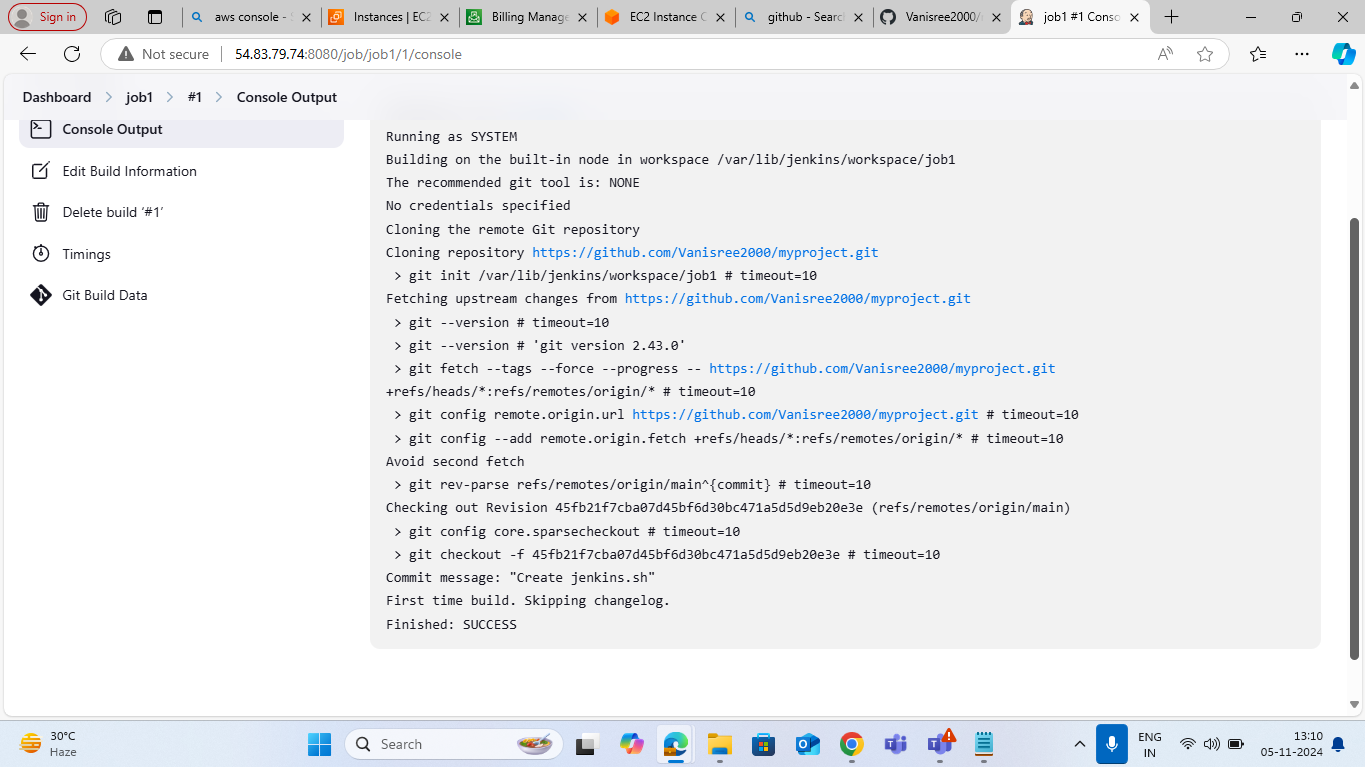 Sign in
aws console - S
Instances | EC2
Billing Manage
EC2 Instance C
github - Search
Vanisree2000/
job1 #1 Conso
Not secure
54.83.79.74:8080/job/job1/1/console
Dashboard > job1 > #1 > Console Output
Console Output
Edit Build Information
Delete build ‘#1’
Timings
Git Build Data
Running as SYSTEM
Building on the built-in node in workspace /var/lib/jenkins/workspace/job1
The recommended git tool is: NONE
No credentials specified
Cloning the remote Git repository
Cloning repository https://github.com/Vanisree2000/myproject.git
> git init /var/lib/jenkins/workspace/job1 # timeout=10
Fetching upstream changes from https://github.com/Vanisree2000/myproject.git
> git --version # timeout=10
> git --version # 'git version 2.43.0'
> git fetch --tags --force --progress -- https://github.com/Vanisree2000/myproject.git
+refs/heads/*:refs/remotes/origin/* # timeout=10
> git config remote.origin.url https://github.com/Vanisree2000/myproject.git # timeout=10
> git config --add remote.origin.fetch +refs/heads/*:refs/remotes/origin/* # timeout=10
Avoid second fetch
> git rev-parse refs/remotes/origin/main^{commit} # timeout=10
Checking out Revision 45fb21f7cba07d45bf6d30bc471a5d5d9eb20e3e (refs/remotes/origin/main)
> git config core.sparsecheckout # timeout=10
> git checkout -f 45fb21f7cba07d45bf6d30bc471a5d5d9eb20e3e # timeout=10
Commit message: "Create jenkins.sh"
First time build. Skipping changelog.
Finished: SUCCESS
30°C
Haze
Search
ENG
IN
13:10
05-11-2024